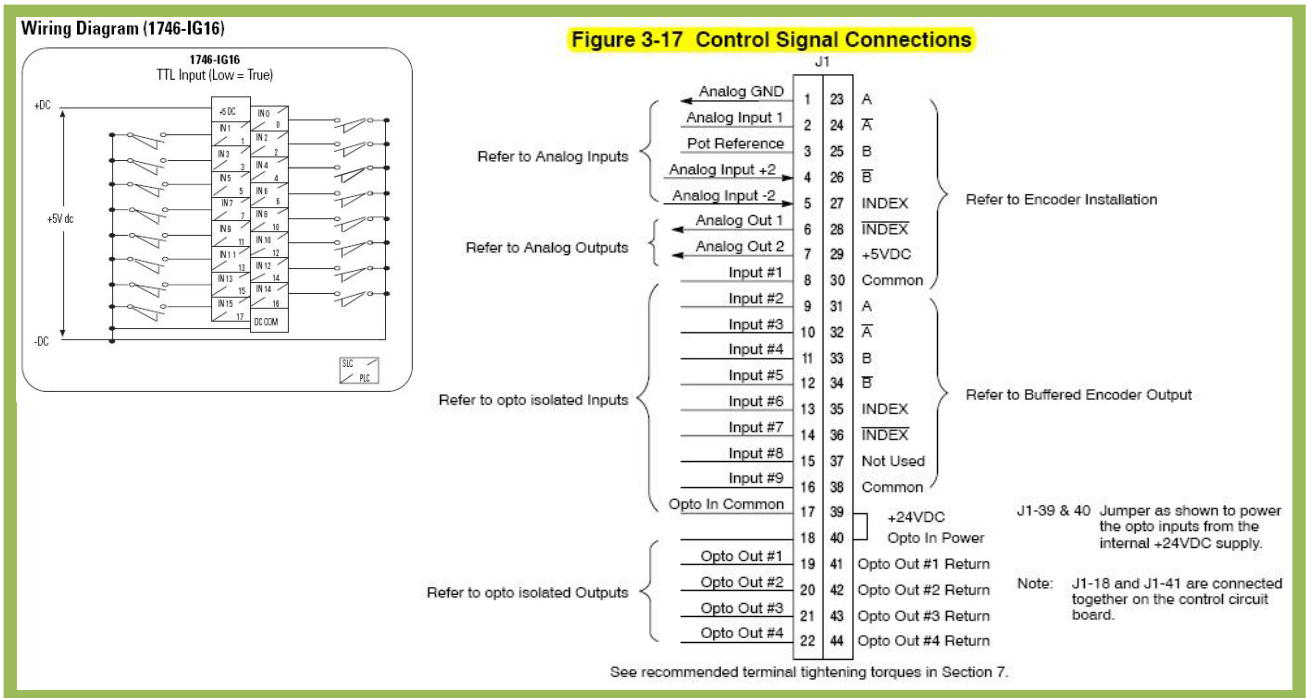 Wiring Diagram (1746-IG16)
1746-IG16
TTL Input (Low = True)
+DC
+5V dc
-DC
+5 DC
IN 0
0
IN 1
1
IN 2
2
IN 3
3
IN 4
4
IN 5
5
IN 6
6
IN 7
7
IN 8
10
IN 9
11
IN 10
12
IN 11
13
IN 12
14
IN 13
15
IN 14
16
IN 15
17
DC COM
SLC
PLC
Figure 3-17 Control Signal Connections
J1
Analog GND 1 23 A
Analog Input 1 2 24 A̅
Pot Reference 3 25 B
Analog Input +2 4 26 B̅
Analog Input -2 5 27 INDEX
Analog Out 1 6 28 I̅N̅D̅E̅X̅
Analog Out 2 7 29 +5VDC
Input #1 8 30 Common
Input #2 9 31 A
Input #3 10 32 A̅
Input #4 11 33 B
Input #5 12 34 B̅
Input #6 13 35 INDEX
Input #7 14 36 I̅N̅D̅E̅X̅
Input #8 15 37 Not Used
Input #9 16 38 Common
Opto In Common 17 39 +24VDC
18 40 Opto In Power
Opto Out #1 19 41 Opto Out #1 Return
Opto Out #2 20 42 Opto Out #2 Return
Opto Out #3 21 43 Opto Out #3 Return
Opto Out #4 22 44 Opto Out #4 Return
Refer to Analog Inputs
Refer to Analog Outputs
Refer to opto isolated Inputs
Refer to opto isolated Outputs
Refer to Encoder Installation
Refer to Buffered Encoder Output
J1-39 & 40 Jumper as shown to power
the opto inputs from the
internal +24VDC supply.
Note: J1-18 and J1-41 are connected
together on the control circuit
board.
See recommended terminal tightening torques in Section 7.